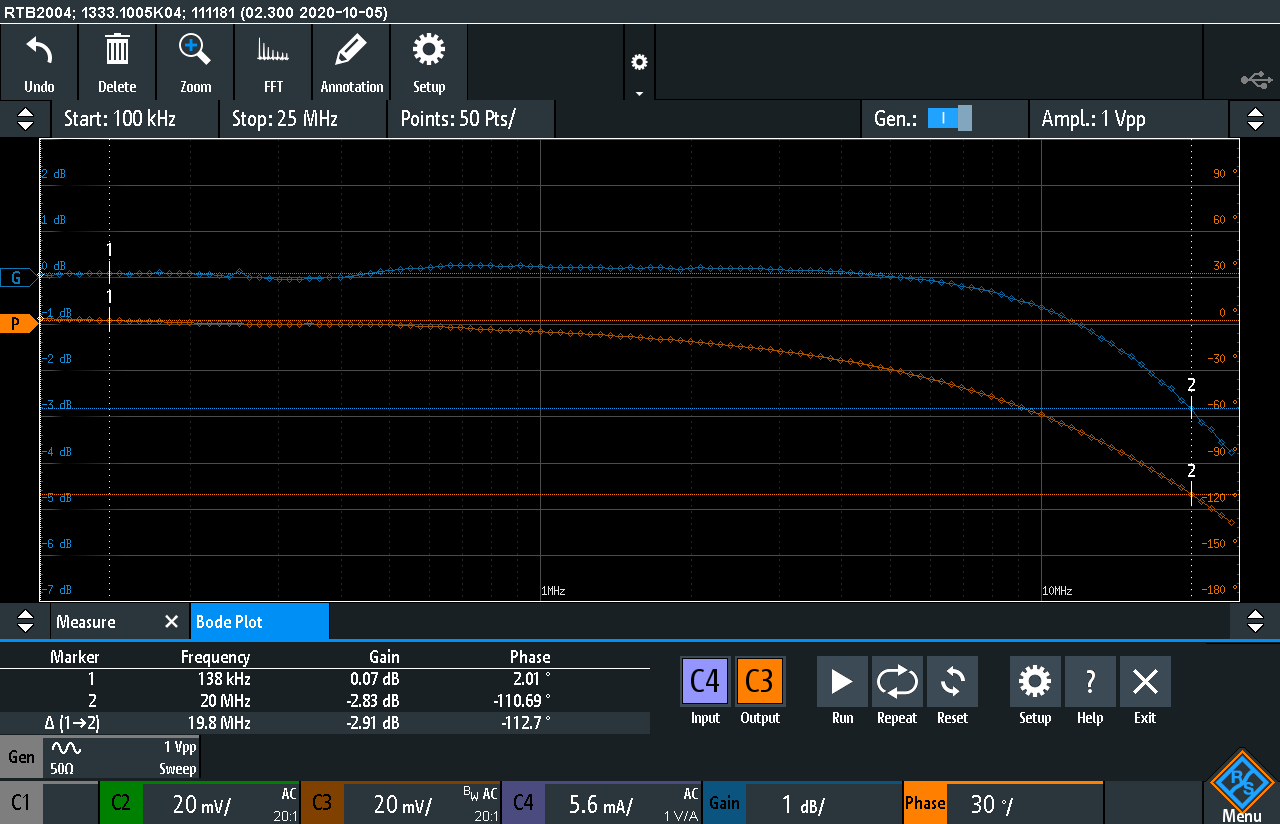 RTB2004; 1333.1005K04; 111181 (02.300 2020-10-05)
Undo Delete Zoom FFT Annotation Setup
Start: 100 kHz Stop: 25 MHz Points: 50 Pts/ Gen.: I Ampl.: 1 Vpp
2 dB 90 °
1 dB 60 °
1
G 0 dB 30 °
1
P -1 dB 0 °
-2 dB -30 °
2
-3 dB -60 °
-4 dB -90 °
2
-5 dB -120 °
-6 dB -150 °
-7 dB 1MHz 10MHz -180 °
Measure Bode Plot
Marker Frequency Gain Phase
1 138 kHz 0.07 dB 2.01 °
2 20 MHz -2.83 dB -110.69 °
Δ (1→2) 19.8 MHz -2.91 dB -112.7 °
C4 C3 ?
Input Output Run Repeat Reset Setup Help Exit
Gen 1 Vpp
50Ω Sweep
C1 C2 20 mV/ AC 20:1 C3 20 mV/ BW AC 20:1 C4 5.6 mA/ AC 1 V/A Gain 1 dB/ Phase 30 °/
R S
Menu